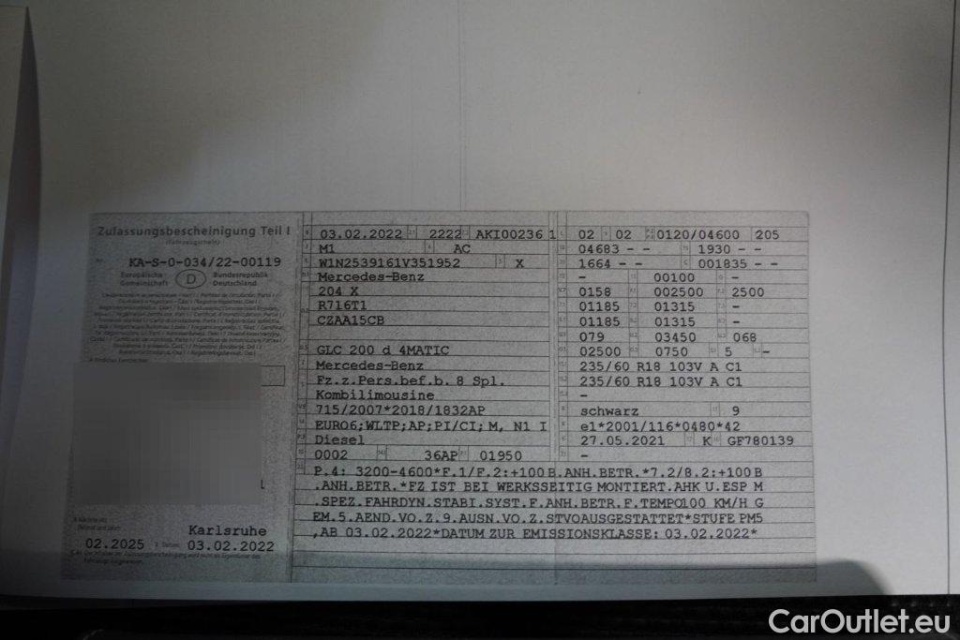 Zulassungsbescheinigung Teil I
(Fahrzeugschein)
KA-S-0-034/22-00119
Europäische Gemeinschaft
D
Bundesrepublik Deutschland
Karlsruhe
02.2025
03.02.2022
03.02.2022 2222 AKI00236 1
M1 AC
W1N2539161V351952 X
Mercedes-Benz
204 X
R716T1
CZAA15CB
GLC 200 d 4MATIC
Mercedes-Benz
Fz.z.Pers.bef.b. 8 Spl.
Kombilimousine
715/2007*2018/1832AP
EURO6;WLTP;AP;PI/CI; M, N1 I
Diesel
0002 36AP 01950
02 02 0120/04600 205
04683 - - 1930 - -
1664 - - 001835 - -
- 00100 -
0158 002500 2500
01185 01315 -
01185 01315 -
079 03450 068
02500 0750 5 -
235/60 R18 103V A C1
235/60 R18 103V A C1
-
schwarz 9
e1*2001/116*0480*42
27.05.2021 K GF780139
-
P.4: 3200-4600*F.1/F.2:+100 B.ANH.BETR.*7.2/8.2:+100 B
.ANH.BETR.*FZ IST BEI WERKSSEITIG MONTIERT.AHK U.ESP M
.SPEZ.FAHRDYN.STABI.SYST.F.ANH.BETR.F.TEMPO100 KM/H G
EM.5.AEND.VO.Z.9.AUSN.VO.Z.STVOAUSGESTATTET*STUFE PM5
,AB 03.02.2022*DATUM ZUR EMISSIONSKLASSE: 03.02.2022*
CarOutlet.eu